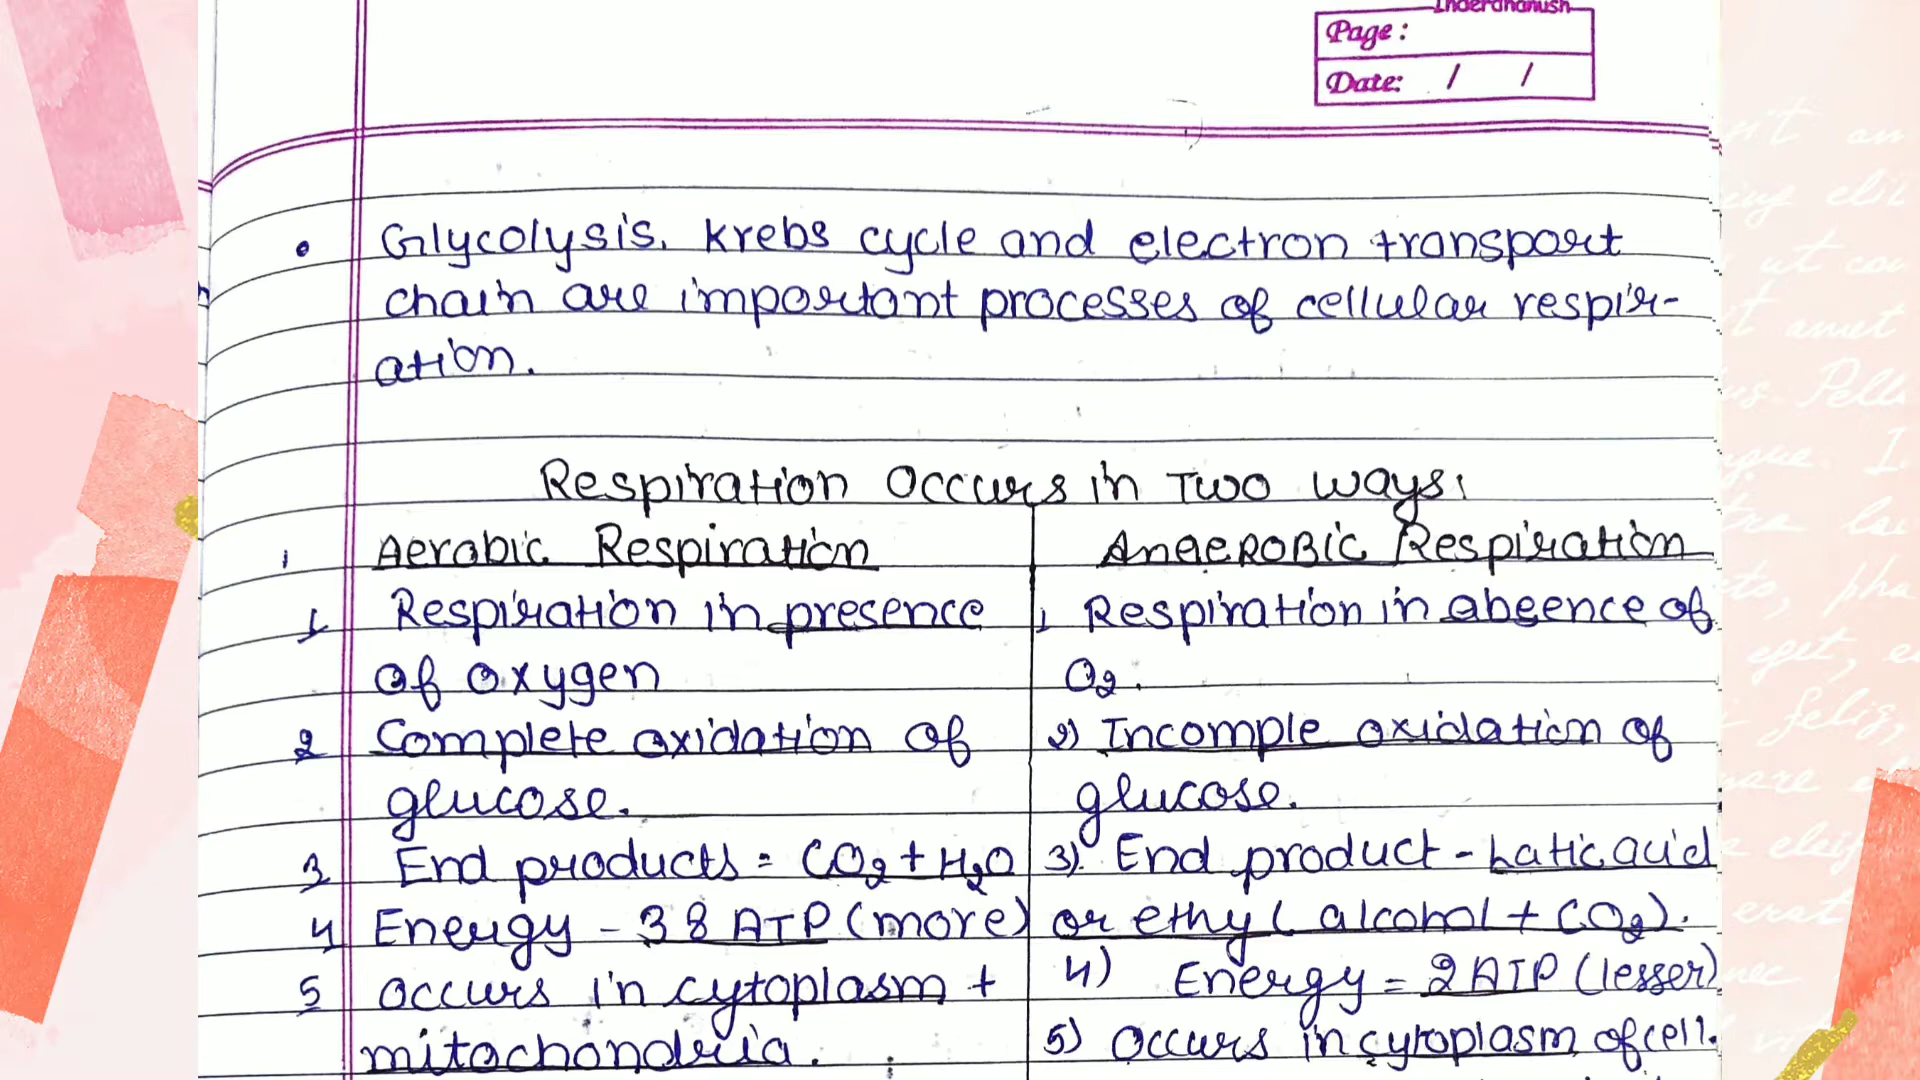 Inderdhanush
Page:
Date: / /
• Glycolysis. Krebs cycle and electron transport
chain are important processes of cellular respir-
ation.
Respiration Occurs in Two ways:
1 Aerobic Respiration
Anaerobic Respiration
1 Respiration in presence
of oxygen
2 Complete oxidation of
glucose.
3 End products = CO2 + H2O
4 Energy - 38 ATP (more)
5 occurs in cytoplasm +
mitochondria.
1 Respiration in absence of
O2.
2) Incomple oxidation of
glucose.
3) End product - Latic acid
or ethyl alcohol + CO2).
4) Energy = 2 ATP (lesser)
5) Occurs in cytoplasm of cell.